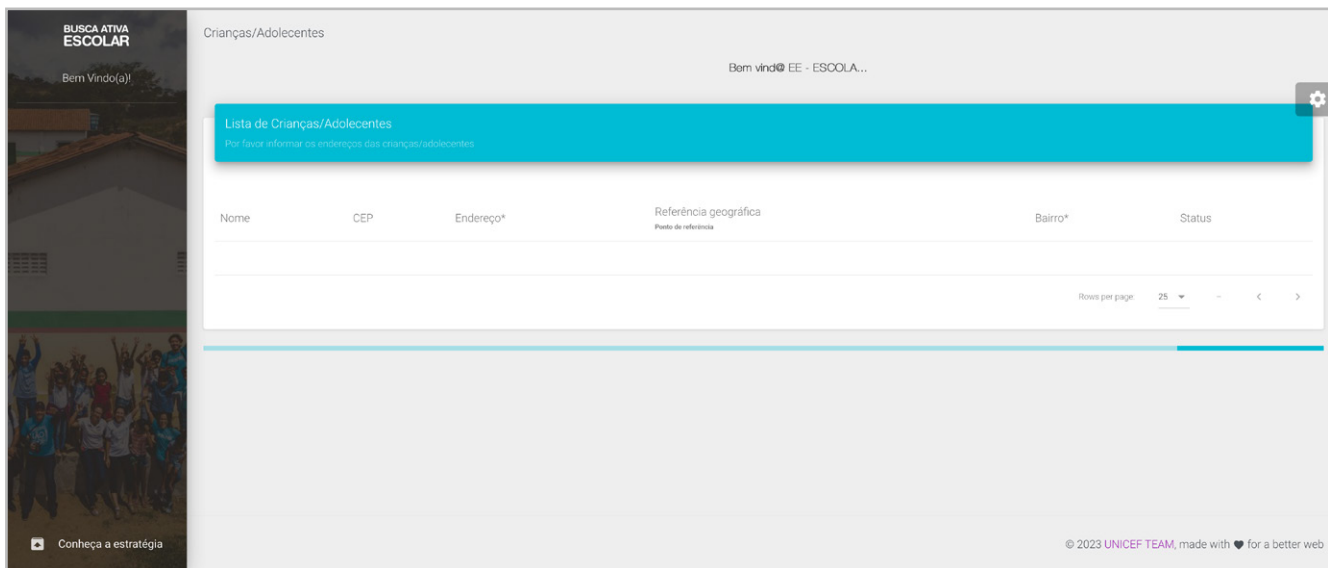 BUSCA ATIVA
ESCOLAR
Bem Vindo(a)!
Conheça a estratégia
Crianças/Adolecentes
Bem vind@ EE - ESCOLA...
Lista de Crianças/Adolecentes
Por favor informar os endereços das crianças/adolecentes
Nome CEP Endereço* Referência geográfica Bairro* Status
Ponto de referência
Rows per page: 25 –
© 2023 UNICEF TEAM, made with ♥ for a better web